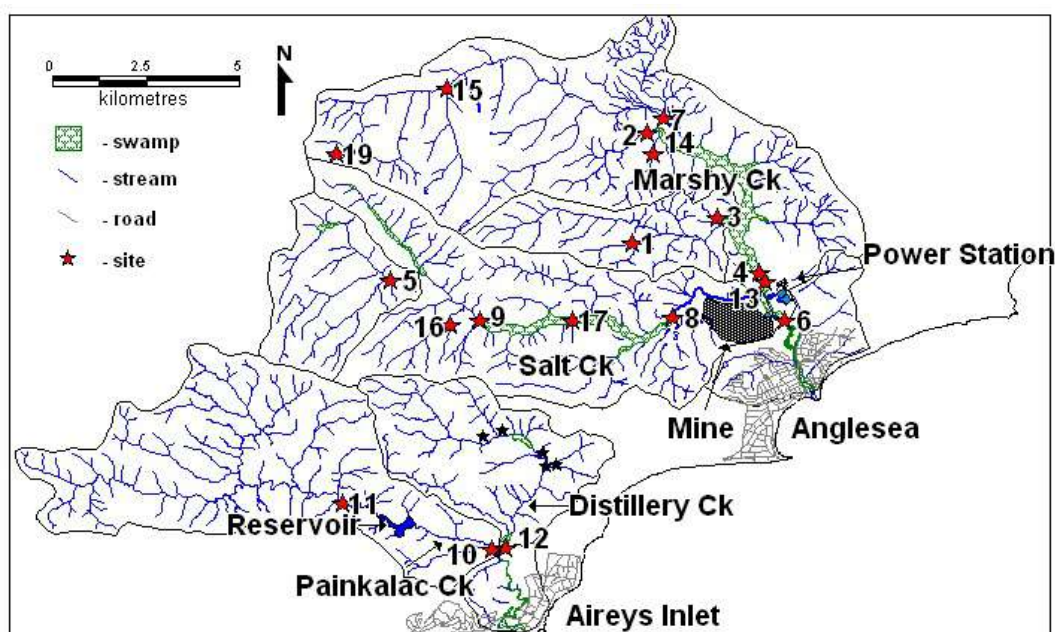 N
0 2.5 5
kilometres
- swamp
- stream
- road
- site
15
7
2
14
19
Marshy Ck
3
1
Power Station
4
5
13
16
9
17
8
6
Salt Ck
Mine
Anglesea
11
Distillery Ck
Reservoir
10
12
Painkalac Ck
Aireys Inlet